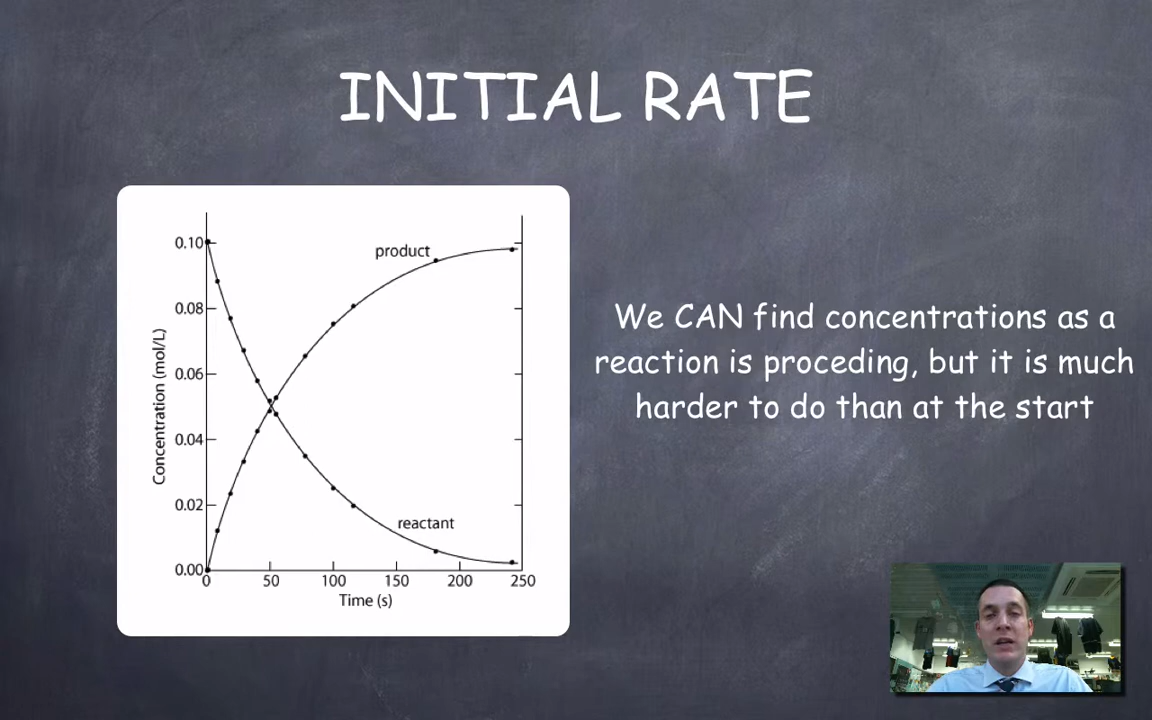 INITIAL RATE
Concentration (mol/L)
0.10
0.08
0.06
0.04
0.02
0.00
product
reactant
0 50 100 150 200 250
Time (s)
We CAN find concentrations as a
reaction is proceding, but it is much
harder to do than at the start